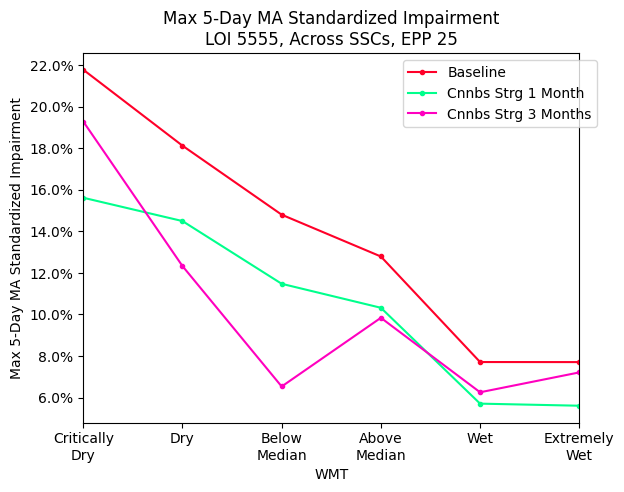 Max 5-Day MA Standardized Impairment
LOI 5555, Across SSCs, EPP 25
Baseline
Cnnbs Strg 1 Month
Cnnbs Strg 3 Months
Max 5-Day MA Standardized Impairment
22.0%
20.0%
18.0%
16.0%
14.0%
12.0%
10.0%
8.0%
6.0%
Critically
Dry
Dry
Below
Median
Above
Median
Wet
Extremely
Wet
WMT